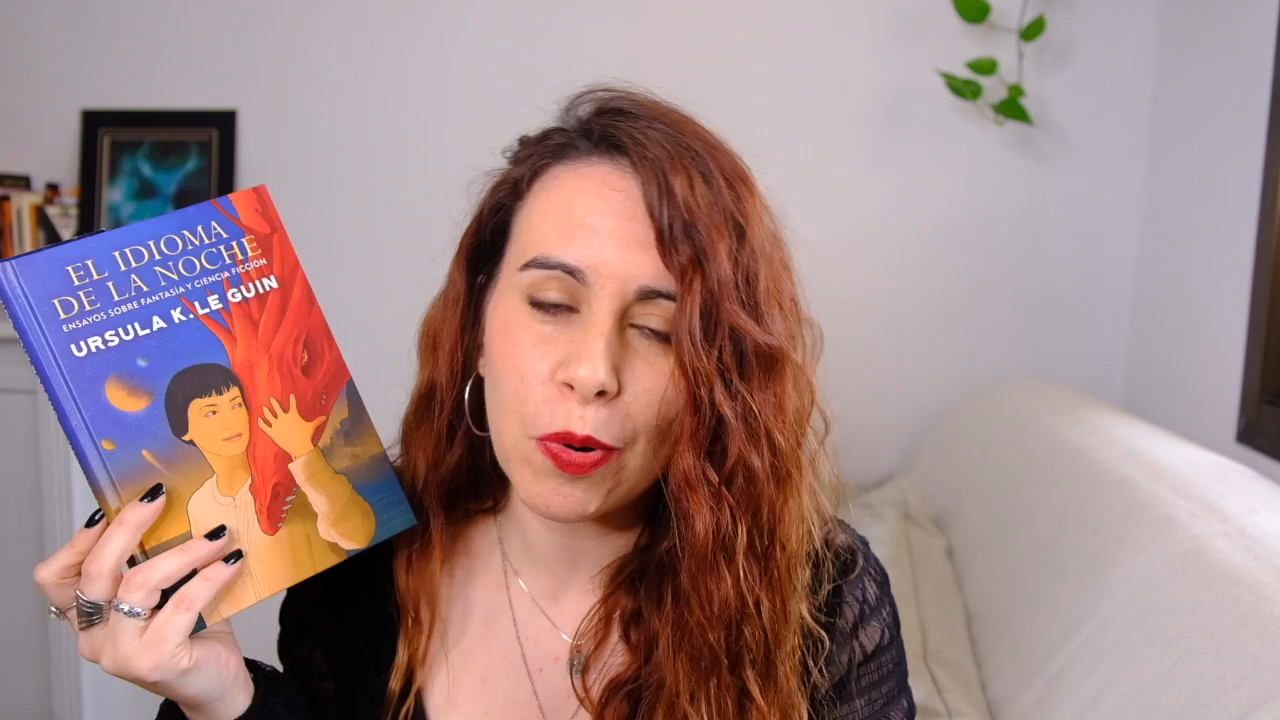 EL IDIOMA
DE LA NOCHE
ENSAYOS SOBRE FANTASÍA Y CIENCIA FICCIÓN
URSULA K. LE GUIN